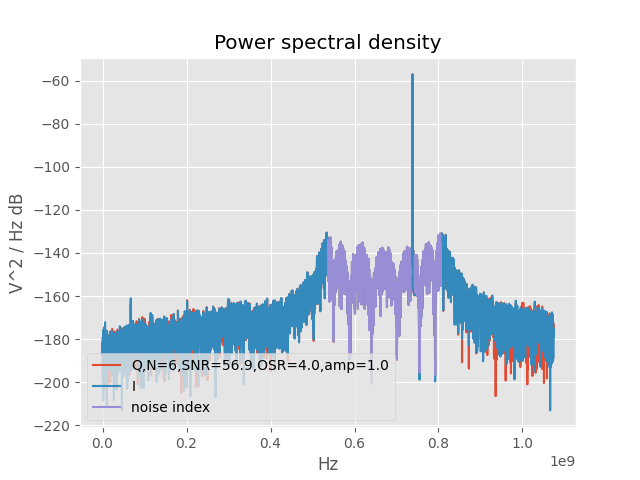 Power spectral density
V^2 / Hz dB
−60
−80
−100
−120
−140
−160
−180
−200
−220
Q,N=6,SNR=56.9,OSR=4.0,amp=1.0
I
noise index
0.0 0.2 0.4 0.6 0.8 1.0
1e9
Hz